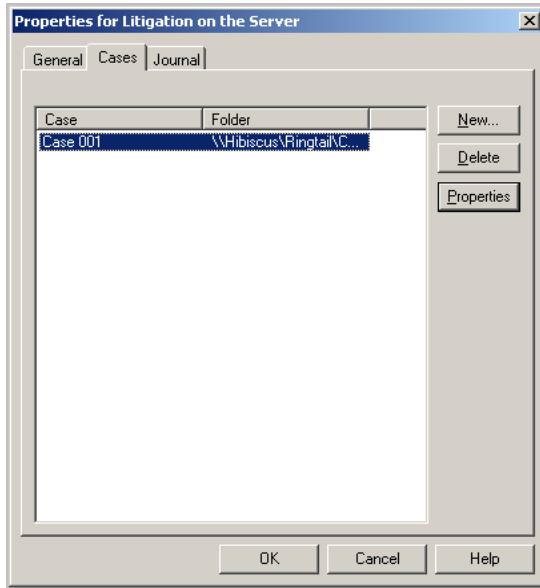 Properties for Litigation on the Server
General Cases Journal
Case Folder
Case 001 \\Hibiscus\Ringtail\C...
New...
Delete
Properties
OK Cancel Help